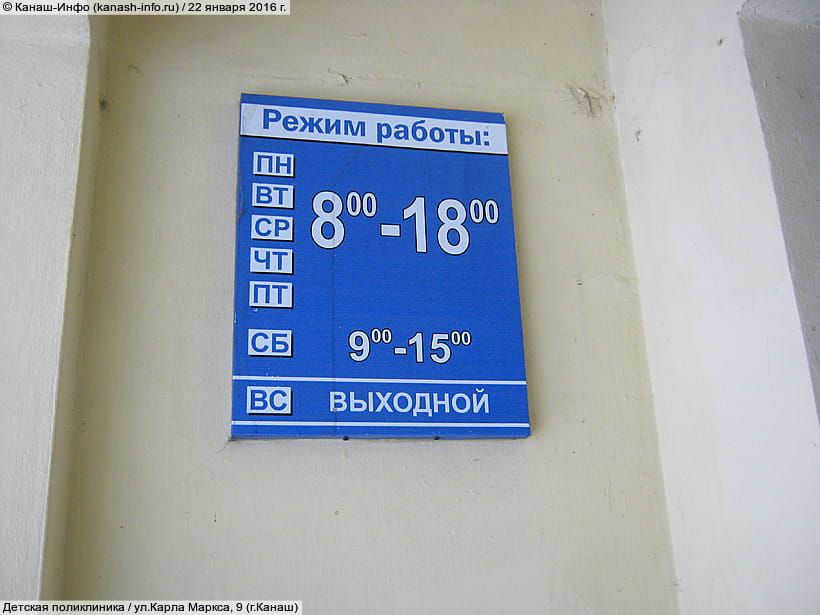 © Канаш-Инфо (kanash-info.ru) / 22 января 2016 г.
Режим работы:
ПН
ВТ
СР
ЧТ
ПТ
8⁰⁰-18⁰⁰
СБ 9⁰⁰-15⁰⁰
ВС ВЫХОДНОЙ
Детская поликлиника / ул.Карла Маркса, 9 (г.Канаш)